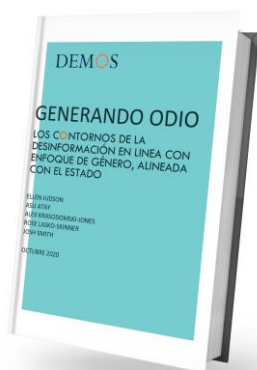 DEMOS
GENERANDO ODIO
LOS CONTORNOS DE LA
DESINFORMACIÓN EN LINEA CON
ENFOQUE DE GÉNERO, ALINEADA
CON EL ESTADO
ELLEN JUDSON
ASLI ATAY
ALEX KRASODOMSKI-JONES
ROSE LASKO-SKINNER
JOSH SMITH
OCTUBRE 2020